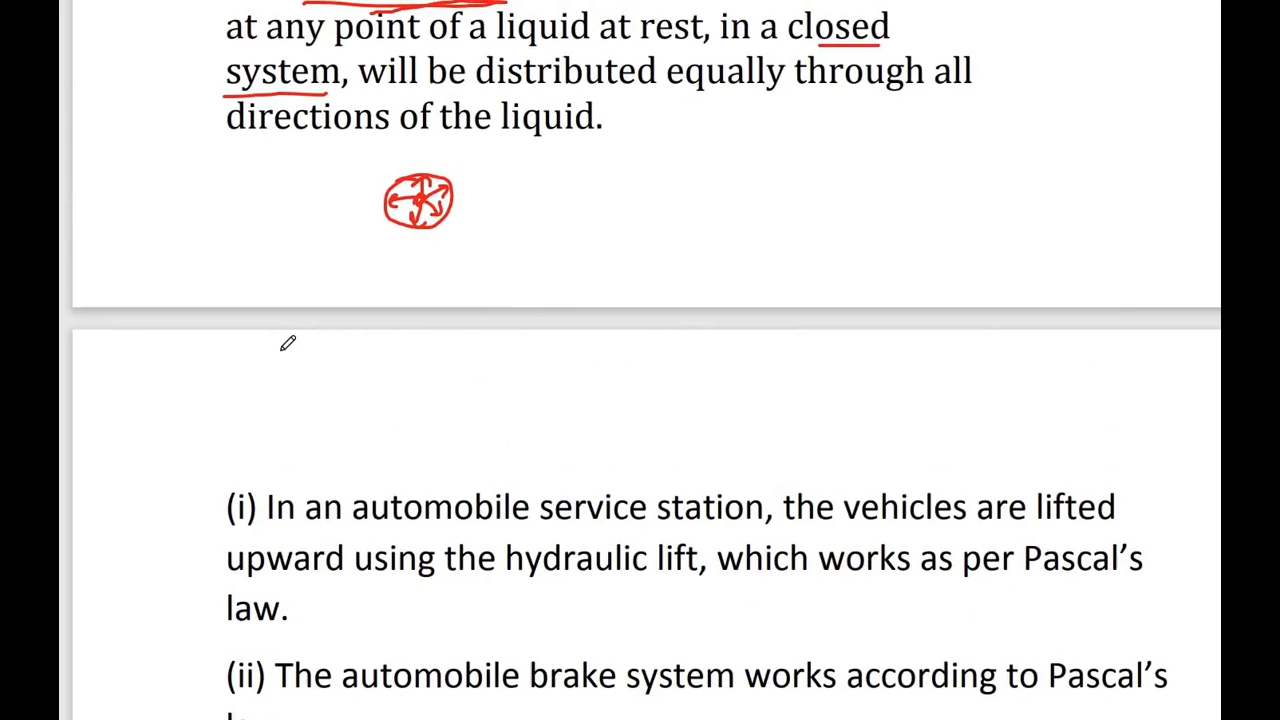 at any point of a liquid at rest, in a closed
system, will be distributed equally through all
directions of the liquid.
(i) In an automobile service station, the vehicles are lifted
upward using the hydraulic lift, which works as per Pascal’s
law.
(ii) The automobile brake system works according to Pascal’s